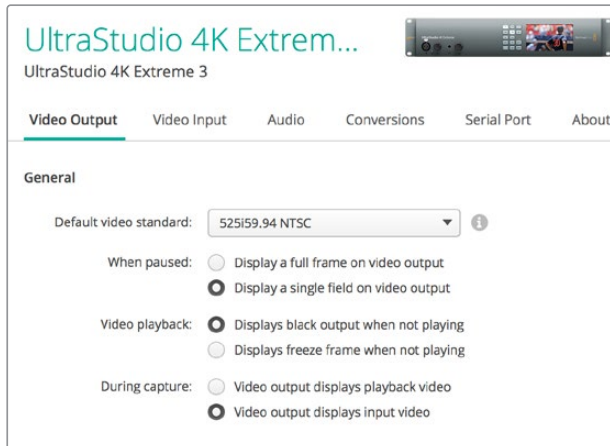 UltraStudio 4K Extrem...
UltraStudio 4K Extreme 3
Video Output Video Input Audio Conversions Serial Port About
General
Default video standard: 525i59.94 NTSC
When paused: Display a full frame on video output
Display a single field on video output
Video playback: Displays black output when not playing
Displays freeze frame when not playing
During capture: Video output displays playback video
Video output displays input video